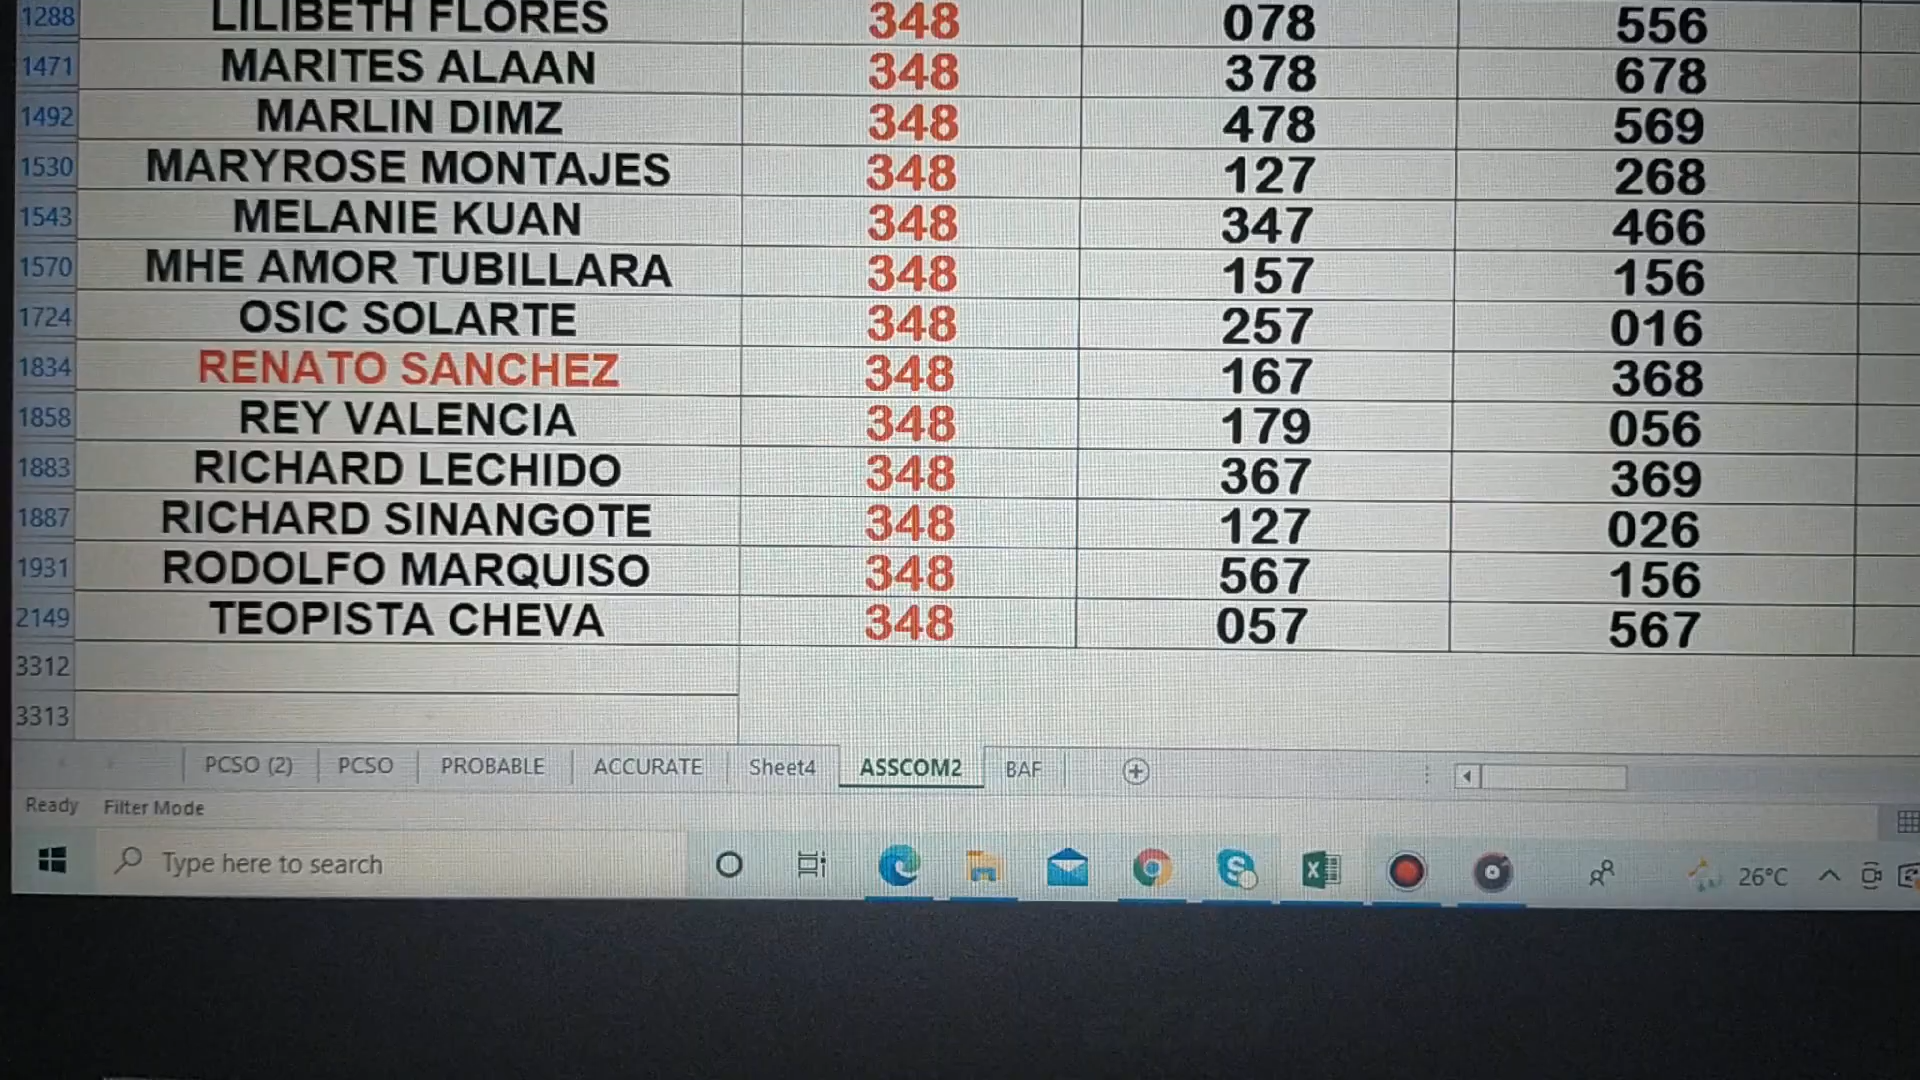 1288 LILIBETH FLORES 348 078 556
1471 MARITES ALAAN 348 378 678
1492 MARLIN DIMZ 348 478 569
1530 MARYROSE MONTAJES 348 127 268
1543 MELANIE KUAN 348 347 466
1570 MHE AMOR TUBILLARA 348 157 156
1724 OSIC SOLARTE 348 257 016
1834 RENATO SANCHEZ 348 167 368
1858 REY VALENCIA 348 179 056
1883 RICHARD LECHIDO 348 367 369
1887 RICHARD SINANGOTE 348 127 026
1931 RODOLFO MARQUISO 348 567 156
2149 TEOPISTA CHEVA 348 057 567
3312
3313
PCSO (2) PCSO PROBABLE ACCURATE Sheet4 ASSCOM2 BAF
Ready Filter Mode
Type here to search 26°C